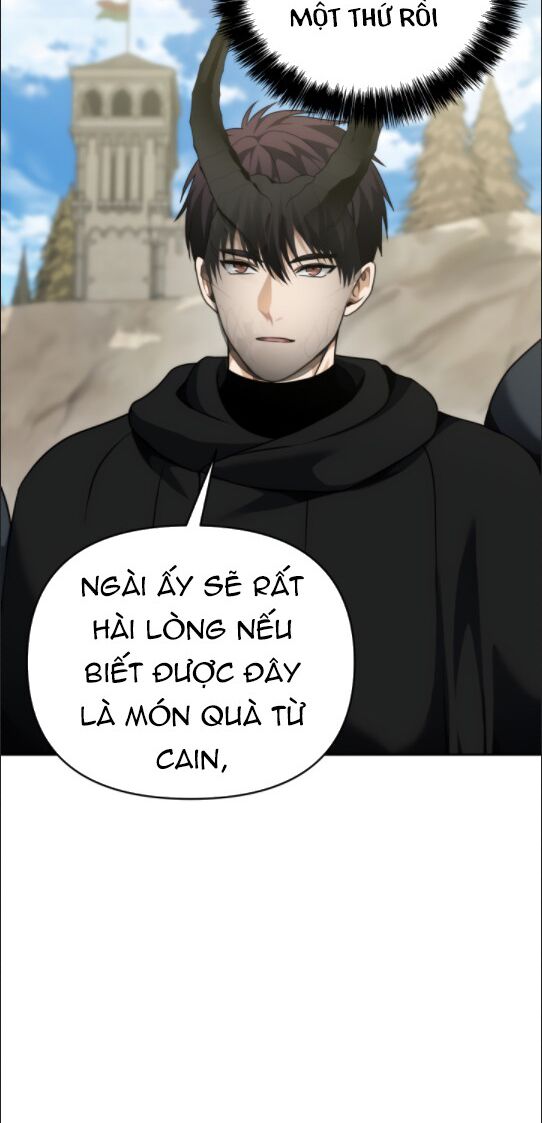 MỘT THỨ RỒI
NGÀI ẤY SẼ RẤT
HÀI LÒNG NẾU
BIẾT ĐƯỢC ĐÂY
LÀ MÓN QUÀ TỪ
CAIN,